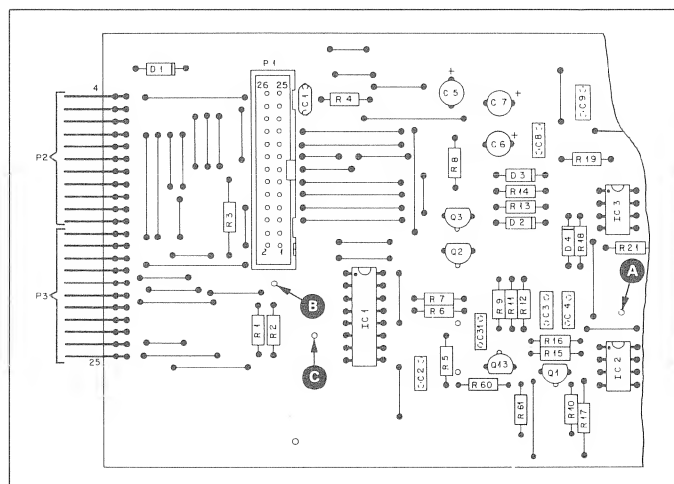 P1
4
D1
26 25
C1
R4
C5
+
C7
+
C6
+
C8
C9
P2
R8
R19
D3
R14
R13
D2
IC3
R3
Q3
Q2
D4
R18
R21
2 1
A
P3
B
IC1
R7
R6
R9
R11
R12
C3
C4
R1
R2
C
C31
R16
R15
IC2
25
C2
R5
Q13
Q1
R60
R61
R10
R17